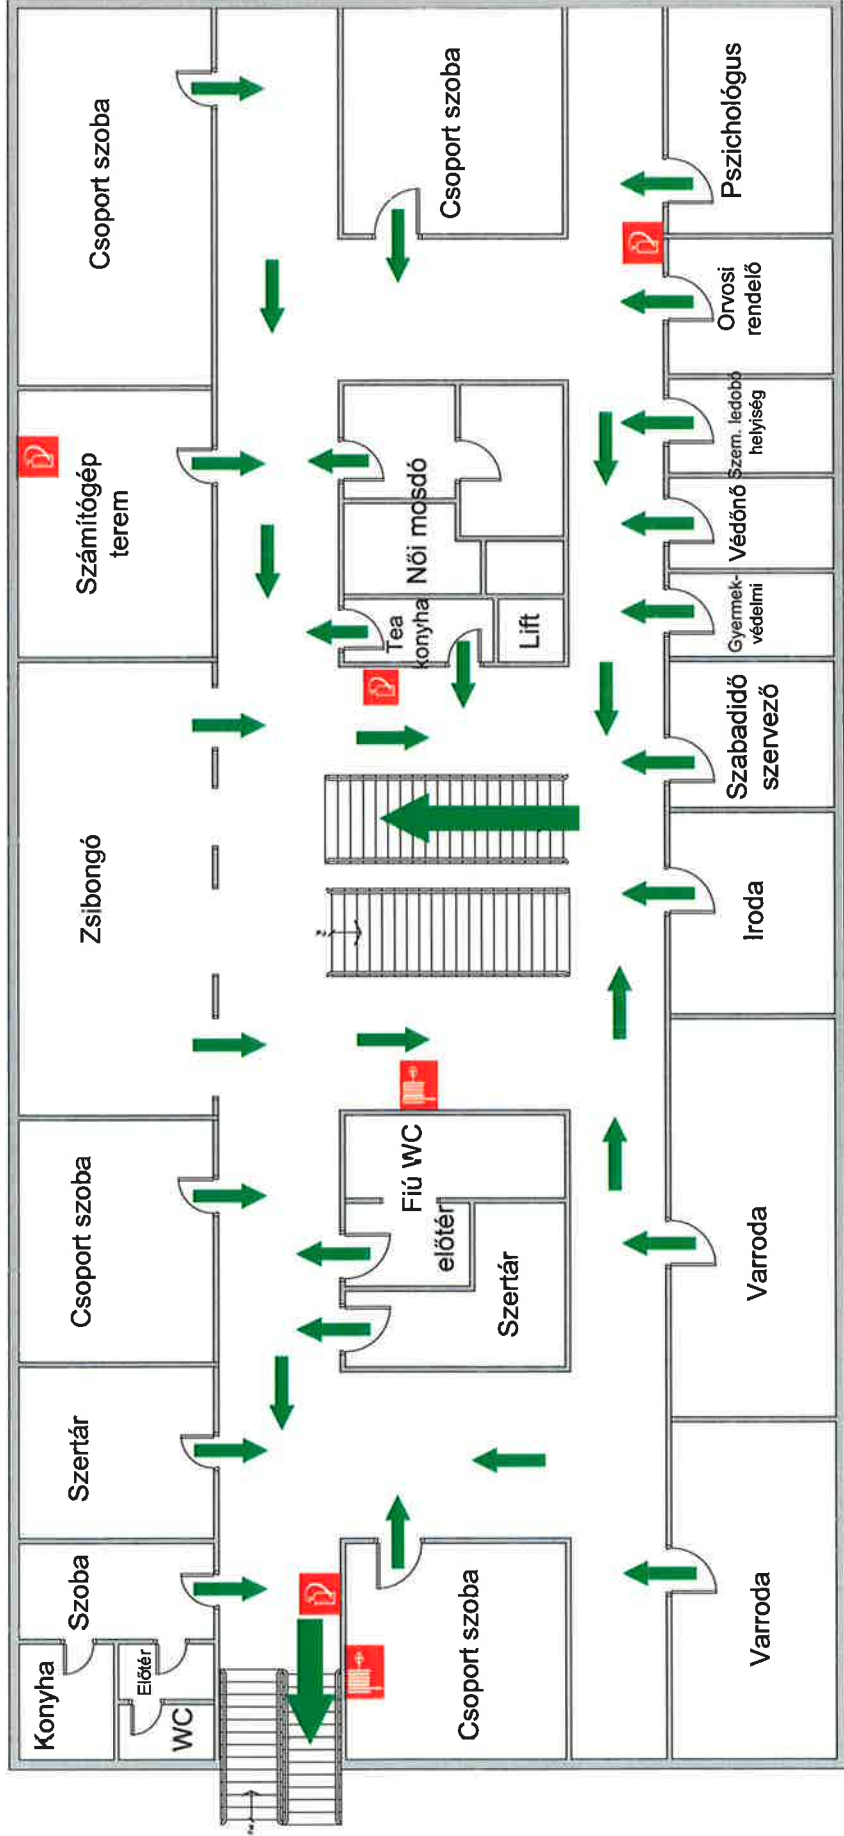 Konyha
Előtér
WC
Szoba
Szertár
Csoport szoba
Zsibongó
Számítógép
terem
Csoport szoba
Csoport szoba
Fiú WC
előtér
Szertár
Tea
konyha
Női mosdó
Lift
Csoport szoba
Varroda
Varroda
Iroda
Szabadidő
szervező
Gyermek-
védelmi
Védőnő
Szem. ledobó
helyiség
Orvosi
rendelő
Pszichológus